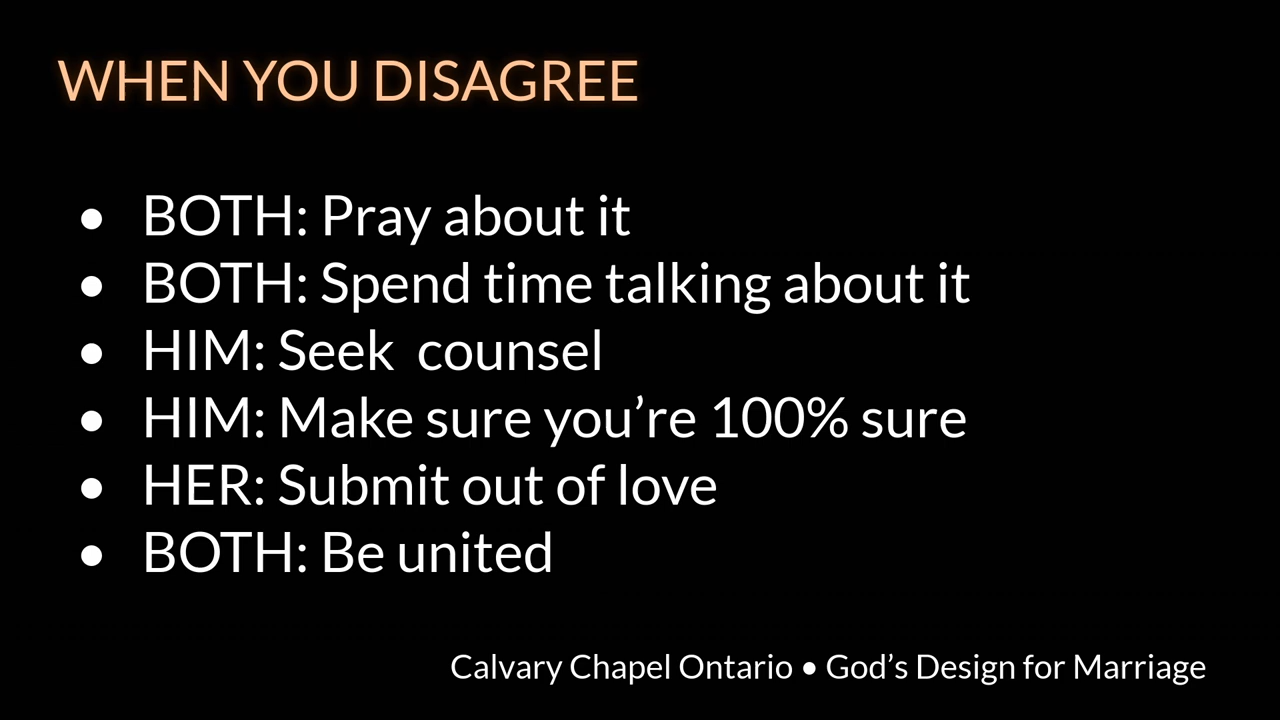 WHEN YOU DISAGREE
● BOTH: Pray about it
● BOTH: Spend time talking about it
● HIM: Seek  counsel
● HIM: Make sure you’re 100% sure
● HER: Submit out of love
● BOTH: Be united
Calvary Chapel Ontario ● God’s Design for Marriage